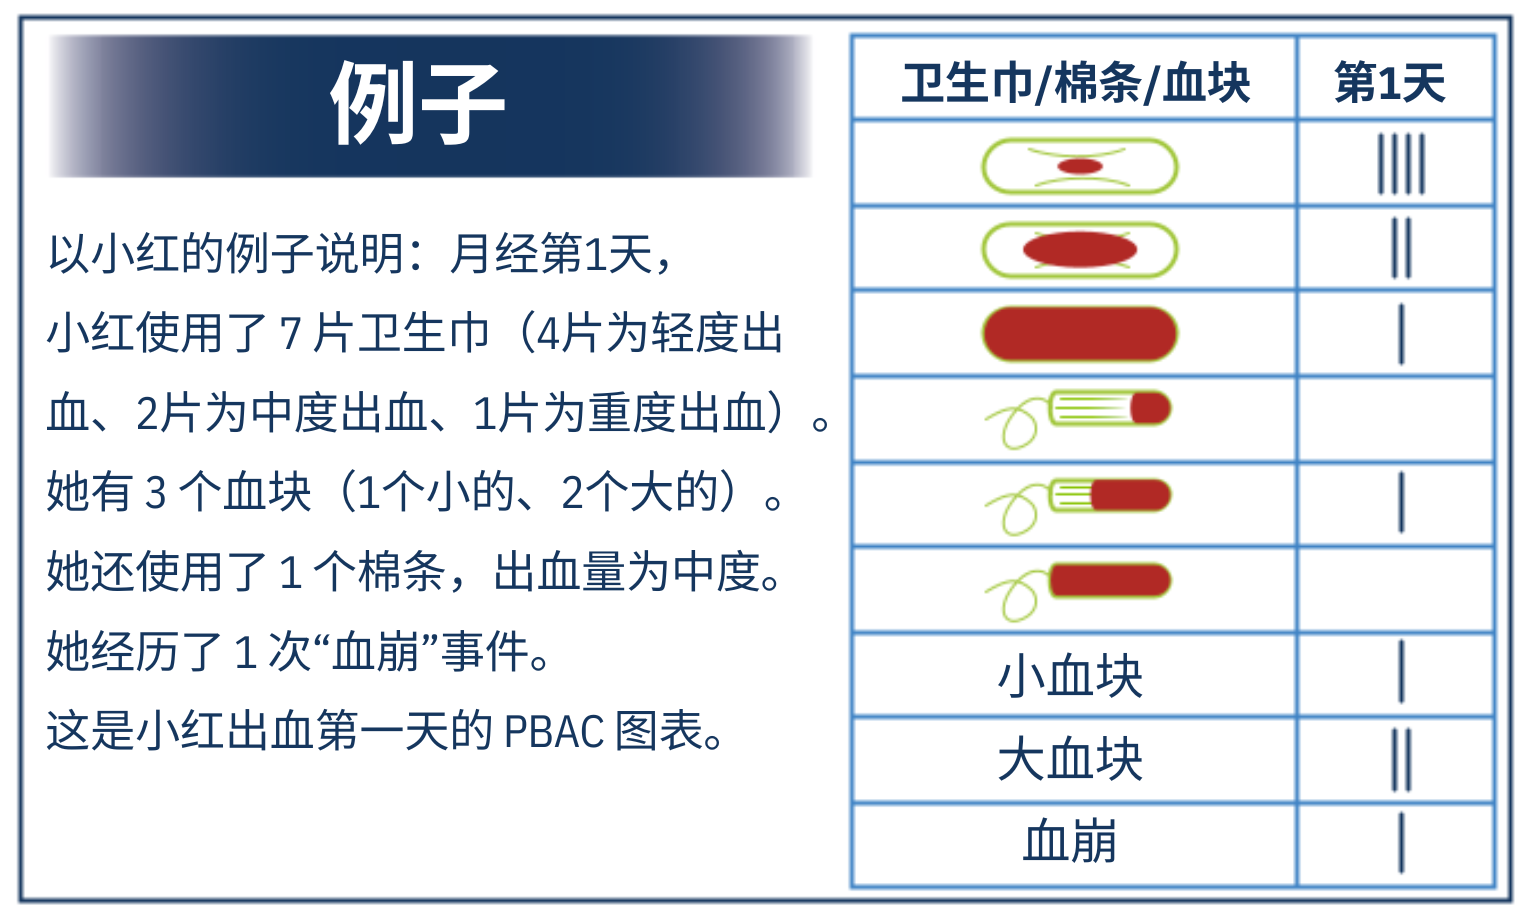 例子
以小红的例子说明：月经第1天，
小红使用了 7 片卫生巾（4片为轻度出
血、2片为中度出血、1片为重度出血）。
她有 3 个血块（1个小的、2个大的）。
她还使用了 1 个棉条，出血量为中度。
她经历了 1 次“血崩”事件。
这是小红出血第一天的 PBAC 图表。
卫生巾/棉条/血块 第1天
小血块
大血块
血崩